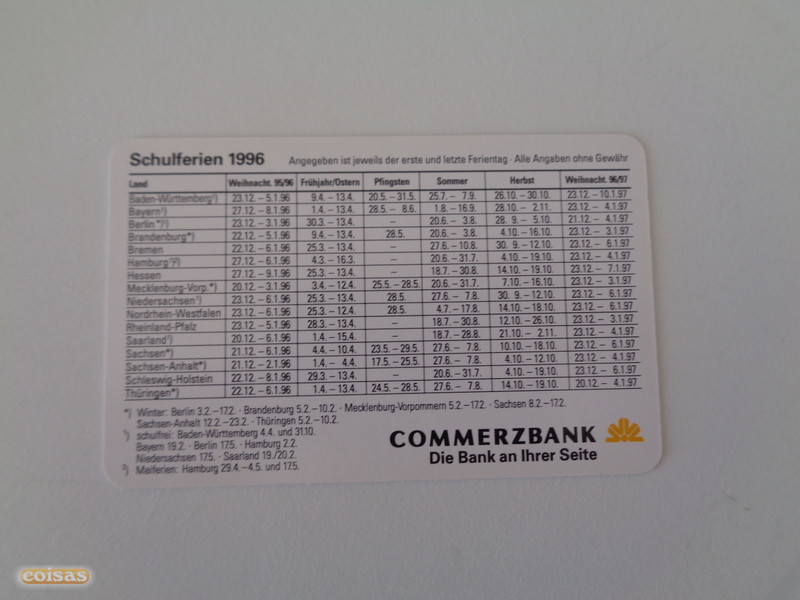 Schulferien 1996 Angegeben ist jeweils der erste und letzte Ferientag · Alle Angaben ohne Gewähr
Land Weihnacht. 95/96 Frühjahr/Ostern Pfingsten Sommer Herbst Weihnacht. 96/97
Baden-Württemberg¹) 23.12. – 5.1.96 9.4. – 13.4. 20.5. – 31.5. 25.7. – 7.9. 26.10. – 30.10. 23.12. – 10.1.97
Bayern¹) 27.12. – 8.1.96 1.4. – 13.4. 28.5. – 8.6. 1.8. – 16.9. 28.10. – 2.11. 23.12. – 4.1.97
Berlin*)¹) 23.12. – 3.1.96 30.3. – 13.4. – 20.6. – 3.8. 28. 9. – 5.10. 21.12. – 4.1.97
Brandenburg*) 22.12. – 5.1.96 9.4. – 13.4. 28.5. 20.6. – 3.8. 4.10. – 16.10. 23.12. – 3.1.97
Bremen 22.12. – 6.1.96 25.3. – 13.4. – 27.6. – 10.8. 30. 9. – 12.10. 23.12. – 6.1.97
Hamburg¹)²) 27.12. – 6.1.96 4.3. – 16.3. – 20.6. – 31.7. 4.10. – 19.10. 23.12. – 4.1.97
Hessen 27.12. – 9.1.96 25.3. – 13.4. – 18.7. – 30.8. 14.10. – 19.10. 23.12. – 7.1.97
Mecklenburg-Vorp.*) 20.12. – 3.1.96 3.4. – 12.4. 25.5. – 28.5. 20.6. – 31.7. 7.10. – 16.10. 23.12. – 3.1.97
Niedersachsen¹) 22.12. – 6.1.96 25.3. – 13.4. 28.5. 27.6. – 7.8. 30. 9. – 12.10. 23.12. – 6.1.97
Nordrhein-Westfalen 23.12. – 6.1.96 25.3. – 12.4. 28.5. 4.7. – 17.8. 14.10. – 18.10. 23.12. – 6.1.97
Rheinland-Pfalz 23.12. – 5.1.96 28.3. – 13.4. – 18.7. – 30.8. 12.10. – 26.10. 23.12. – 3.1.97
Saarland¹) 20.12. – 6.1.96 1.4. – 15.4. – 18.7. – 28.8. 21.10. – 2.11. 23.12. – 4.1.97
Sachsen*) 21.12. – 6.1.96 4.4. – 10.4. 23.5. – 29.5. 27.6. – 7.8. 10.10. – 18.10. 23.12. – 3.1.97
Sachsen-Anhalt*) 21.12. – 2.1.96 1.4. – 4.4. 17.5. – 25.5. 27.6. – 7.8. 4.10. – 12.10. 23.12. – 4.1.97
Schleswig-Holstein 22.12. – 8.1.96 29.3. – 13.4. – 20.6. – 31.7. 4.10. – 19.10. 23.12. – 6.1.97
Thüringen*) 22.12. – 6.1.96 1.4. – 13.4. 24.5. – 28.5. 27.6. – 7.8. 14.10. – 19.10. 20.12. – 4.1.97
*) Winter: Berlin 3.2. – 17.2. · Brandenburg 5.2. – 10.2. · Mecklenburg-Vorpommern 5.2. – 17.2. · Sachsen 8.2. – 17.2.
Sachsen-Anhalt 12.2. – 23.2. · Thüringen 5.2. – 10.2.
¹) schulfrei: Baden-Württemberg 4.4. und 31.10.
Bayern 19.2. · Berlin 17.5. · Hamburg 2.2.
Niedersachsen 17.5. · Saarland 19./20.2.
²) Maiferien: Hamburg 29.4. – 4.5. und 17.5.
COMMERZBANK
Die Bank an Ihrer Seite
coisas